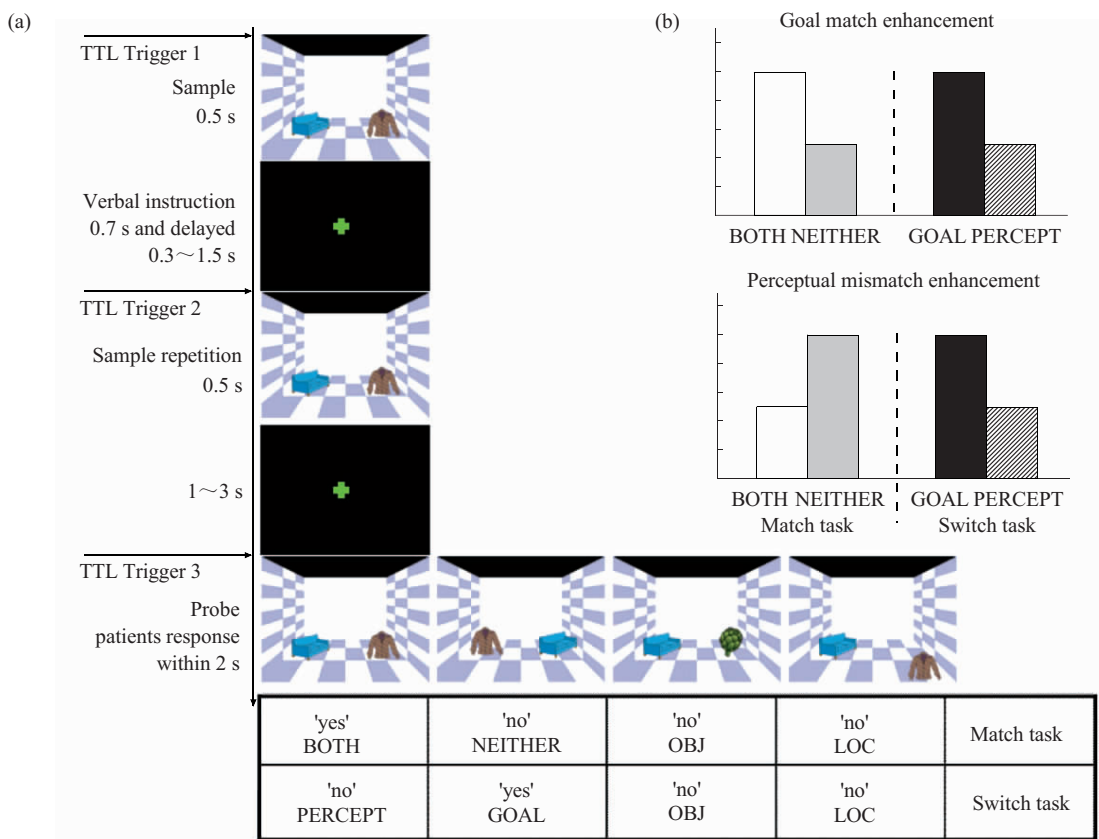 (a)
TTL Trigger 1
Sample
0.5 s
Verbal instruction
0.7 s and delayed
0.3～1.5 s
TTL Trigger 2
Sample repetition
0.5 s
1～3 s
TTL Trigger 3
Probe
patients response
within 2 s
'yes'
BOTH
'no'
NEITHER
'no'
OBJ
'no'
LOC
Match task
'no'
PERCEPT
'yes'
GOAL
'no'
OBJ
'no'
LOC
Switch task
(b)
Goal match enhancement
BOTH NEITHER GOAL PERCEPT
Perceptual mismatch enhancement
BOTH NEITHER GOAL PERCEPT
Match task Switch task